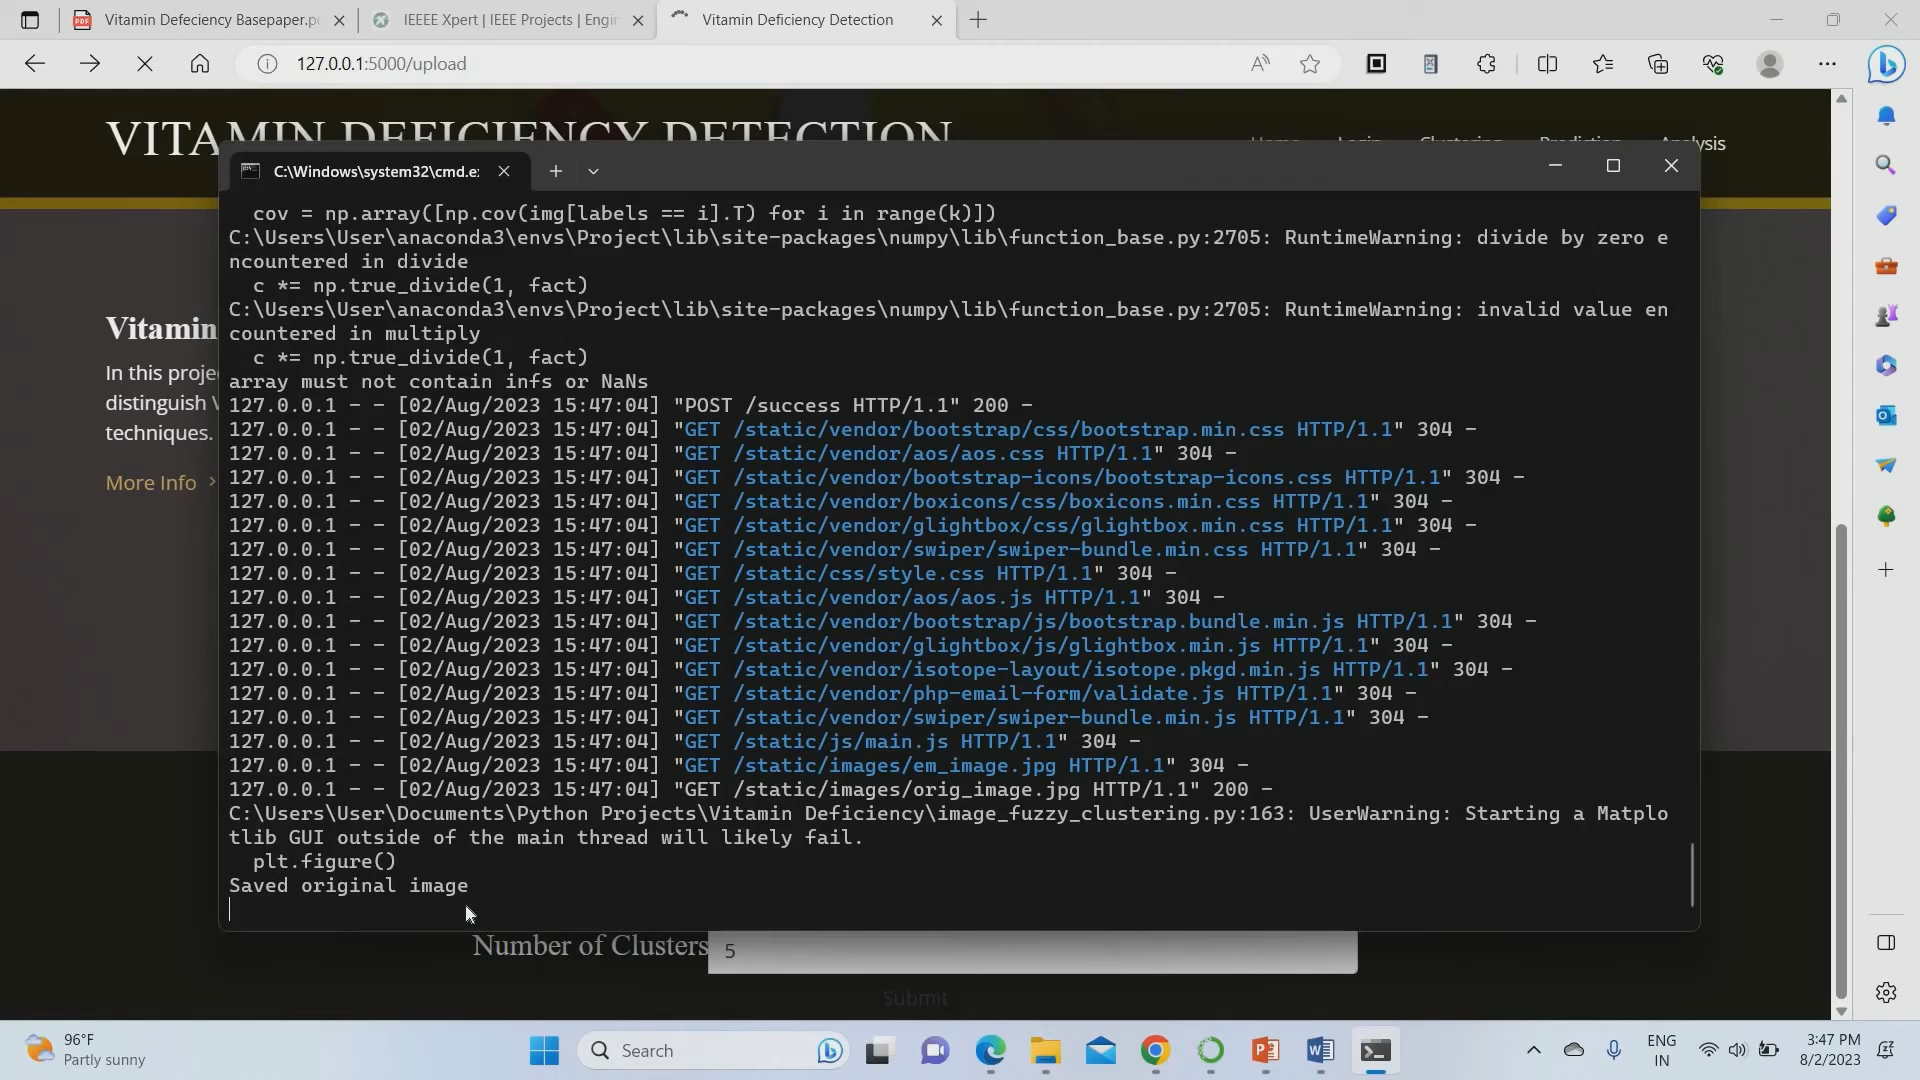 Vitamin Defeciency Basepaper.pd
IEEEE Xpert | IEEE Projects | Engin
Vitamin Deficiency Detection
127.0.0.1:5000/upload
VITAMIN DEFICIENCY DETECTION
Home Login Clustering Prediction Analysis
C:\Windows\system32\cmd.e:
cov = np.array([np.cov(img[labels == i].T) for i in range(k)])
C:\Users\User\anaconda3\envs\Project\lib\site-packages\numpy\lib\function_base.py:2705: RuntimeWarning: divide by zero e
ncountered in divide
c *= np.true_divide(1, fact)
C:\Users\User\anaconda3\envs\Project\lib\site-packages\numpy\lib\function_base.py:2705: RuntimeWarning: invalid value en
countered in multiply
c *= np.true_divide(1, fact)
array must not contain infs or NaNs
127.0.0.1 - - [02/Aug/2023 15:47:04] "POST /success HTTP/1.1" 200 -
127.0.0.1 - - [02/Aug/2023 15:47:04] "GET /static/vendor/bootstrap/css/bootstrap.min.css HTTP/1.1" 304 -
127.0.0.1 - - [02/Aug/2023 15:47:04] "GET /static/vendor/aos/aos.css HTTP/1.1" 304 -
127.0.0.1 - - [02/Aug/2023 15:47:04] "GET /static/vendor/bootstrap-icons/bootstrap-icons.css HTTP/1.1" 304 -
127.0.0.1 - - [02/Aug/2023 15:47:04] "GET /static/vendor/boxicons/css/boxicons.min.css HTTP/1.1" 304 -
127.0.0.1 - - [02/Aug/2023 15:47:04] "GET /static/vendor/glightbox/css/glightbox.min.css HTTP/1.1" 304 -
127.0.0.1 - - [02/Aug/2023 15:47:04] "GET /static/vendor/swiper/swiper-bundle.min.css HTTP/1.1" 304 -
127.0.0.1 - - [02/Aug/2023 15:47:04] "GET /static/css/style.css HTTP/1.1" 304 -
127.0.0.1 - - [02/Aug/2023 15:47:04] "GET /static/vendor/aos/aos.js HTTP/1.1" 304 -
127.0.0.1 - - [02/Aug/2023 15:47:04] "GET /static/vendor/bootstrap/js/bootstrap.bundle.min.js HTTP/1.1" 304 -
127.0.0.1 - - [02/Aug/2023 15:47:04] "GET /static/vendor/glightbox/js/glightbox.min.js HTTP/1.1" 304 -
127.0.0.1 - - [02/Aug/2023 15:47:04] "GET /static/vendor/isotope-layout/isotope.pkgd.min.js HTTP/1.1" 304 -
127.0.0.1 - - [02/Aug/2023 15:47:04] "GET /static/vendor/php-email-form/validate.js HTTP/1.1" 304 -
127.0.0.1 - - [02/Aug/2023 15:47:04] "GET /static/vendor/swiper/swiper-bundle.min.js HTTP/1.1" 304 -
127.0.0.1 - - [02/Aug/2023 15:47:04] "GET /static/js/main.js HTTP/1.1" 304 -
127.0.0.1 - - [02/Aug/2023 15:47:04] "GET /static/images/em_image.jpg HTTP/1.1" 304 -
127.0.0.1 - - [02/Aug/2023 15:47:04] "GET /static/images/orig_image.jpg HTTP/1.1" 200 -
C:\Users\User\Documents\Python Projects\Vitamin Deficiency\image_fuzzy_clustering.py:163: UserWarning: Starting a Matplo
tlib GUI outside of the main thread will likely fail.
plt.figure()
Saved original image
Vitamin
In this proje
distinguish V
techniques.
More Info
Number of Clusters 5
Submit
96°F
Partly sunny
Search
ENG
IN
3:47 PM
8/2/2023